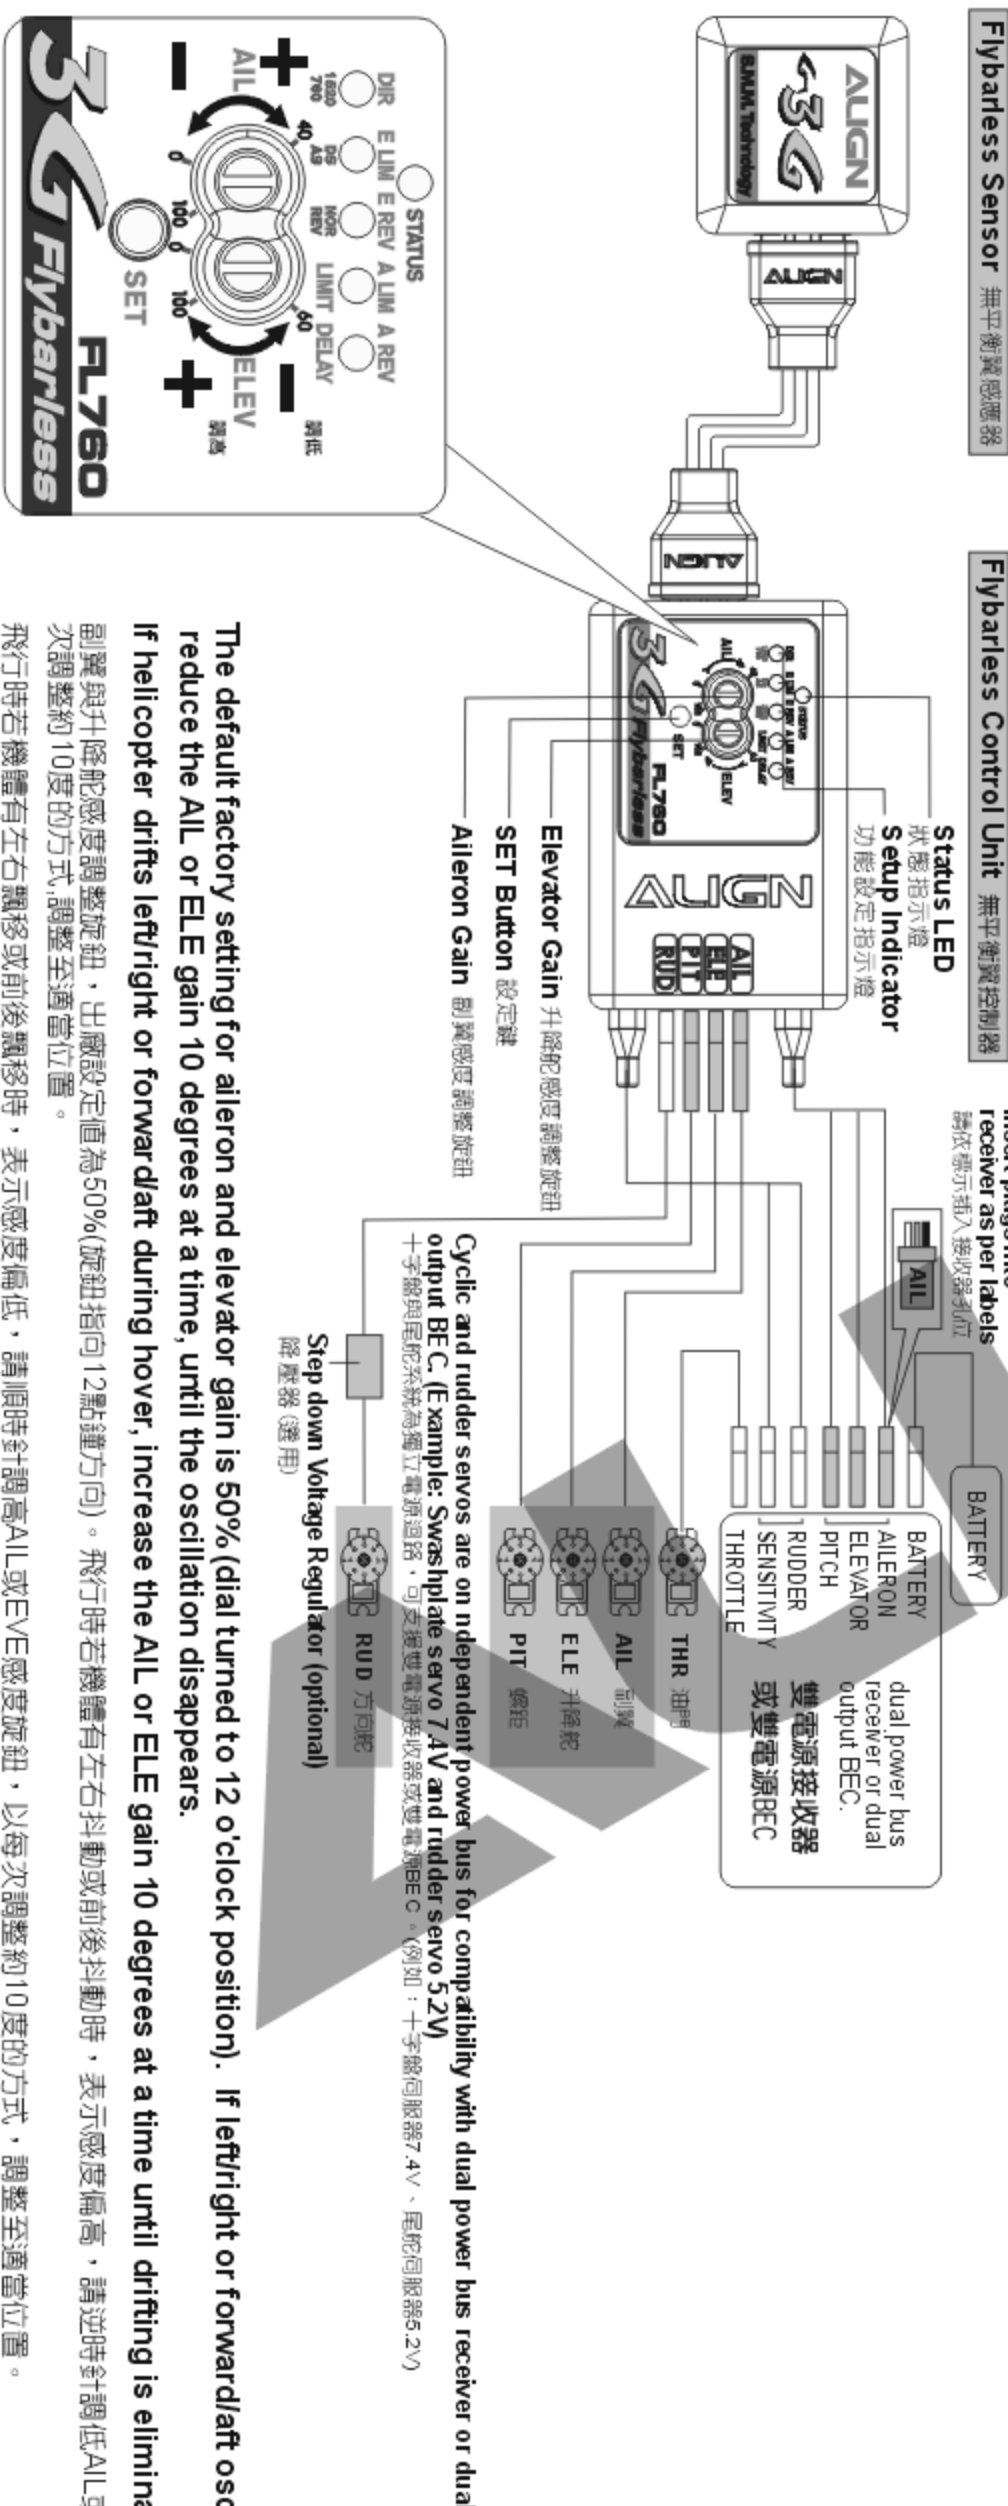 Flybarless Sensor 無平衡翼感應器
Flybarless Control Unit 無平衡翼控制器
receiver as per labels
請依標示插入接收器孔位
ALIGN
3G
Technology
ALIGN
ALIGN
Status LED
狀態指示燈
Setup Indicator
功能設定指示燈
STATUS
AIL
ELEV
SET
3G Flybarless
FL760
ALIGN
AIL
ELE
PIT
RUD
Elevator Gain 升降舵感度調整旋鈕
SET Button 設定鍵
Aileron Gain 副翼感度調整旋鈕
AIL
BATTERY
BATTERY
AILERON
ELEVATOR
PITCH
RUDDER
SENSITIVITY
THROTTLE
dual power bus
receiver or dual
output BEC.
雙電源接收器
或雙電源BEC
THR 油門
AIL 副翼
ELE 升降舵
PIT 螺距
RUD 方向舵
Cyclic and rudder servos are on independent power bus for compatibility with dual power bus receiver or dual
output BEC. (Example: Swashplate servo 7.4V and rudder servo 5.2V)
十字盤與尾舵系統為獨立電源迴路，可支援雙電源接收器或雙電源BEC。(例如：十字盤伺服器7.4V、尾舵伺服器5.2V)
Step down Voltage Regulator (optional)
降壓器 (選用)
STATUS
DIR E LIM E REV A LIM A REV
1520 DS NOR LIMIT DELAY
760 A9 REV
+ 40 60 −
AIL ELEV
調低
− 0 100 0 100 +
調高
SET
FL760
3G Flybarless
The default factory setting for aileron and elevator gain is 50% (dial turned to 12 o'clock position). If left/right or forward/aft
reduce the AIL or ELE gain 10 degrees at a time, until the oscillation disappears.
If helicopter drifts left/right or forward/aft during hover, increase the AIL or ELE gain 10 degrees at a time until drifting is
副翼與升降舵感度調整旋鈕，出廠設定值為50%(旋鈕指向12點鐘方向)。飛行時若機體有左右抖動或前後抖動時，表示感度偏高，請逆時針調低AIL
次調整約10度的方式,調整至適當位置。
飛行時若機體有左右飄移或前後飄移時，表示感度偏低，請順時針調高AIL或EVE感度旋鈕，以每次調整約10度的方式，調整至適當位置。